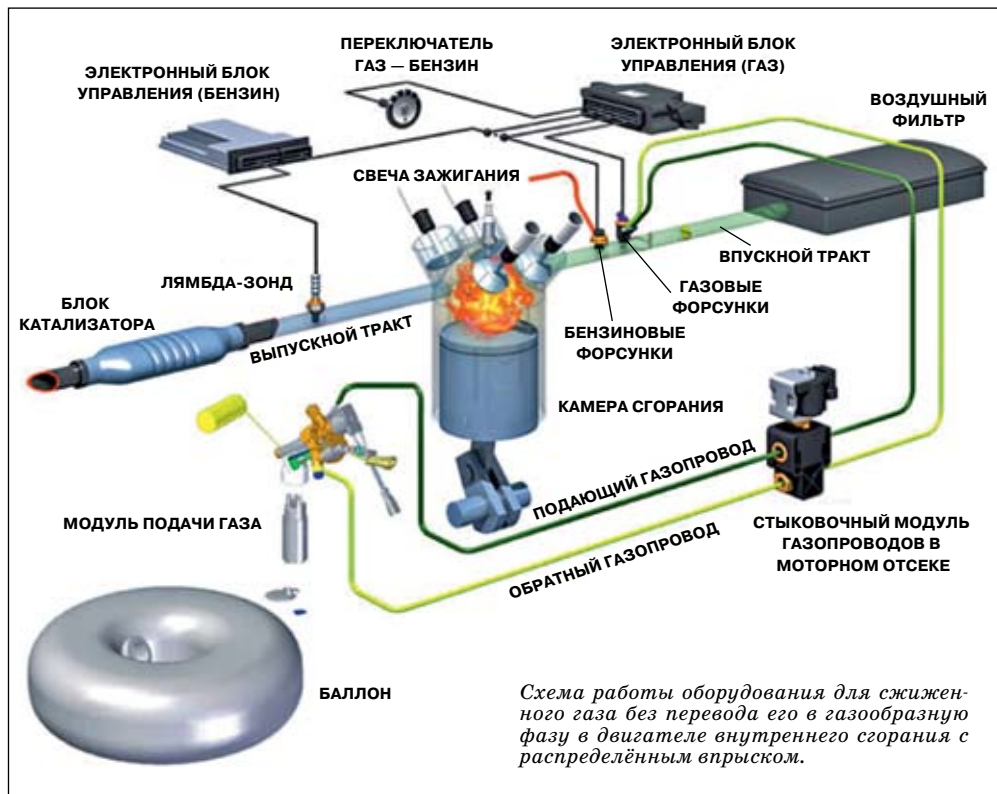 ПЕРЕКЛЮЧАТЕЛЬ
ГАЗ — БЕНЗИН
ЭЛЕКТРОННЫЙ БЛОК
УПРАВЛЕНИЯ (ГАЗ)
ЭЛЕКТРОННЫЙ БЛОК
УПРАВЛЕНИЯ (БЕНЗИН)
ВОЗДУШНЫЙ
ФИЛЬТР
СВЕЧА ЗАЖИГАНИЯ
ВПУСКНОЙ ТРАКТ
ЛЯМБДА-ЗОНД
ГАЗОВЫЕ
ФОРСУНКИ
БЛОК
КАТАЛИЗАТОРА
ВЫПУСКНОЙ ТРАКТ
БЕНЗИНОВЫЕ
ФОРСУНКИ
КАМЕРА СГОРАНИЯ
ПОДАЮЩИЙ ГАЗОПРОВОД
МОДУЛЬ ПОДАЧИ ГАЗА
ОБРАТНЫЙ ГАЗОПРОВОД
СТЫКОВОЧНЫЙ МОДУЛЬ
ГАЗОПРОВОДОВ В
МОТОРНОМ ОТСЕКЕ
БАЛЛОН
Схема работы оборудования для сжижен-
ного газа без перевода его в газообразную
фазу в двигателе внутреннего сгорания с
распределённым впрыском.